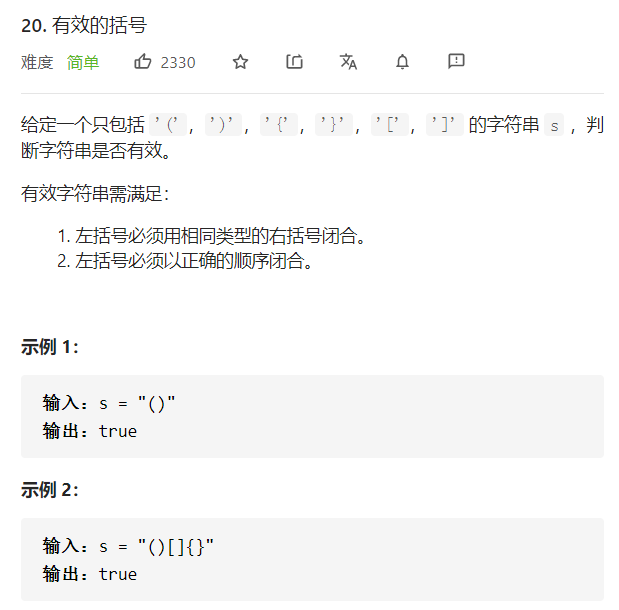 20. 有效的括号
难度 简单 2330
给定一个只包括 '('，')'，'{'，'}'，'['，']' 的字符串 s ，判
断字符串是否有效。
有效字符串需满足：
1. 左括号必须用相同类型的右括号闭合。
2. 左括号必须以正确的顺序闭合。
示例 1：
输入：s = "()"
输出：true
示例 2：
输入：s = "()[]{}"
输出：true